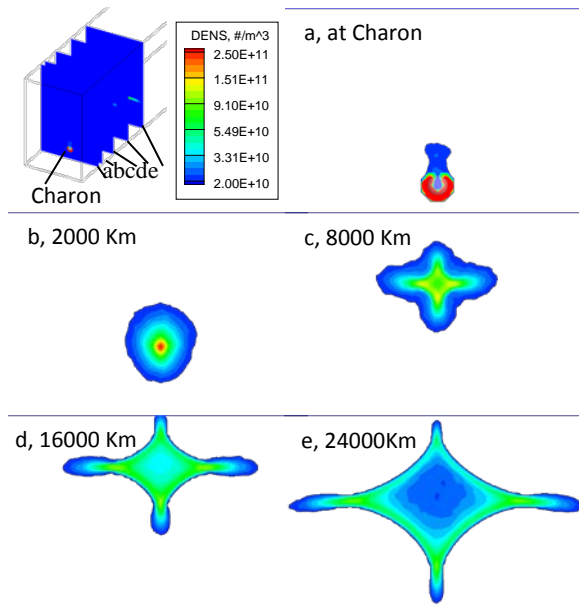 DENS, #/m^3
2.50E+11
1.51E+11
9.10E+10
5.49E+10
3.31E+10
2.00E+10
Charon
abcde
a, at Charon
b, 2000 Km
c, 8000 Km
d, 16000 Km
e, 24000Km